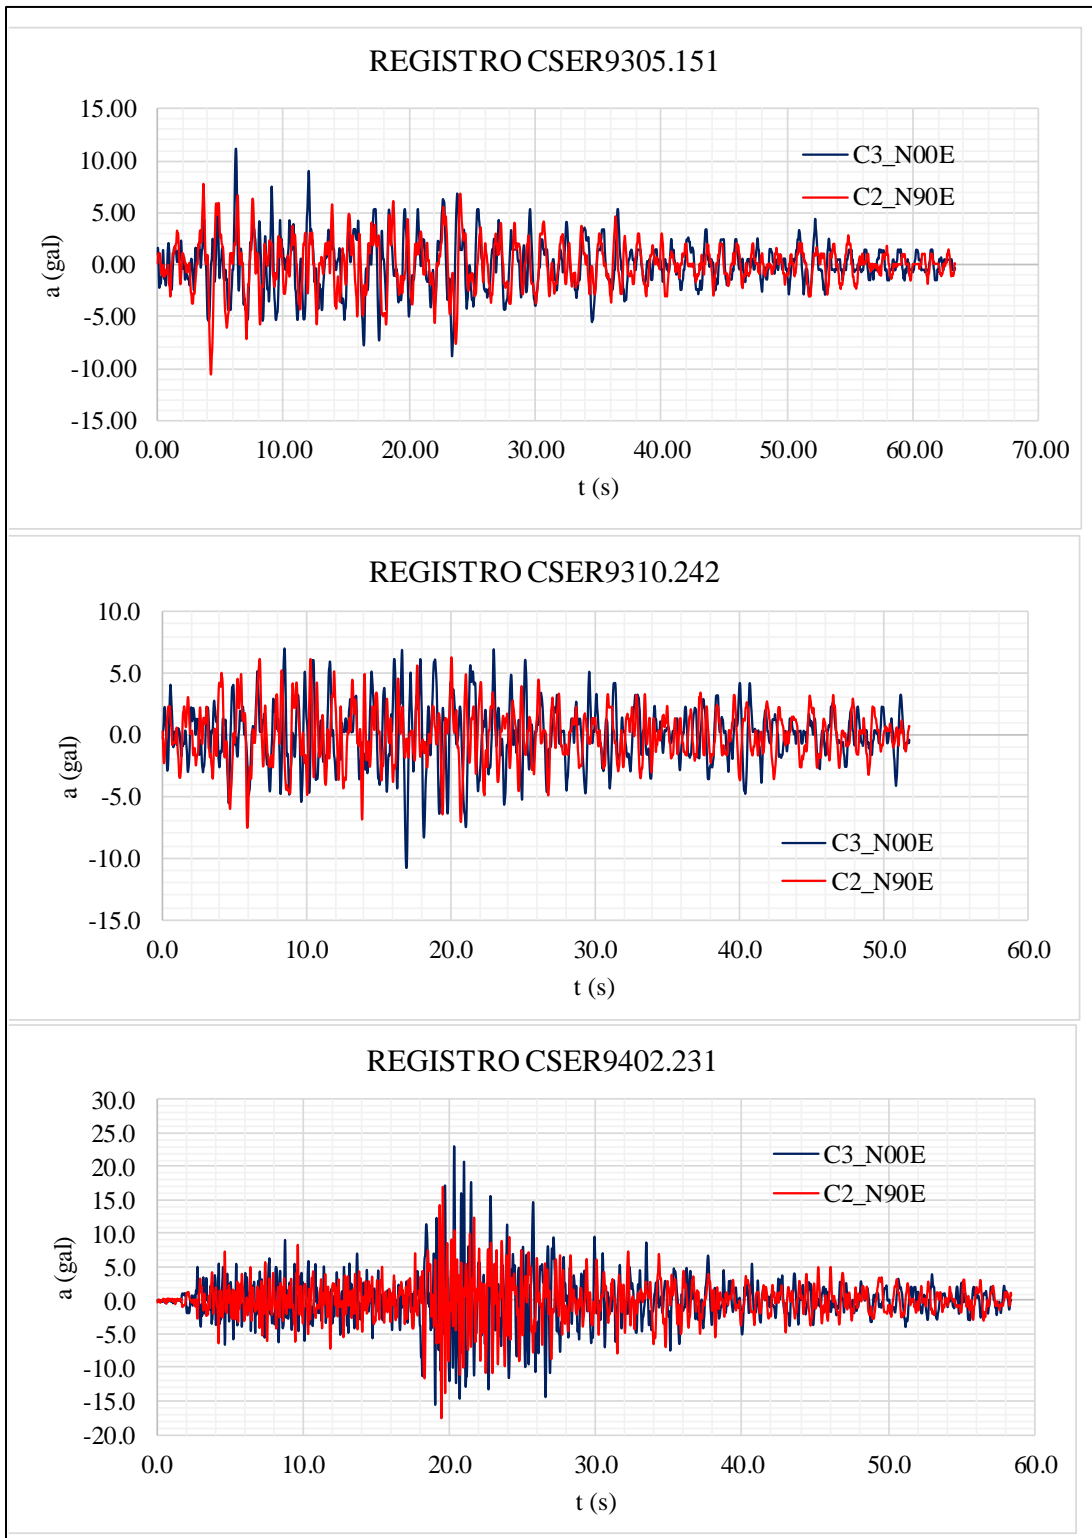 REGISTRO CSER9305.151
15.00
10.00
5.00
0.00
-5.00
-10.00
-15.00
a (gal)
C3_N00E
C2_N90E
0.00 10.00 20.00 30.00 40.00 50.00 60.00 70.00
t (s)
REGISTRO CSER9310.242
10.0
5.0
0.0
-5.0
-10.0
-15.0
a (gal)
C3_N00E
C2_N90E
0.0 10.0 20.0 30.0 40.0 50.0 60.0
t (s)
REGISTRO CSER9402.231
30.0
25.0
20.0
15.0
10.0
5.0
0.0
-5.0
-10.0
-15.0
-20.0
a (gal)
C3_N00E
C2_N90E
0.0 10.0 20.0 30.0 40.0 50.0 60.0
t (s)